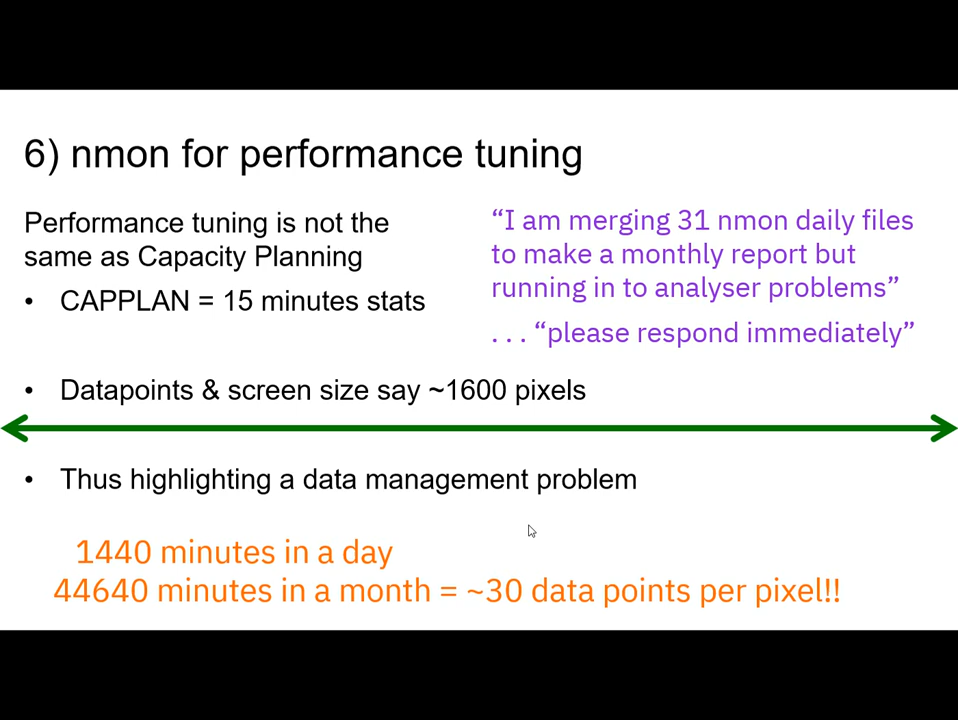 6) nmon for performance tuning
Performance tuning is not the
same as Capacity Planning
• CAPPLAN = 15 minutes stats
“I am merging 31 nmon daily files
to make a monthly report but
running in to analyser problems”
. . . “please respond immediately”
• Datapoints & screen size say ~1600 pixels
• Thus highlighting a data management problem
1440 minutes in a day
44640 minutes in a month = ~30 data points per pixel!!